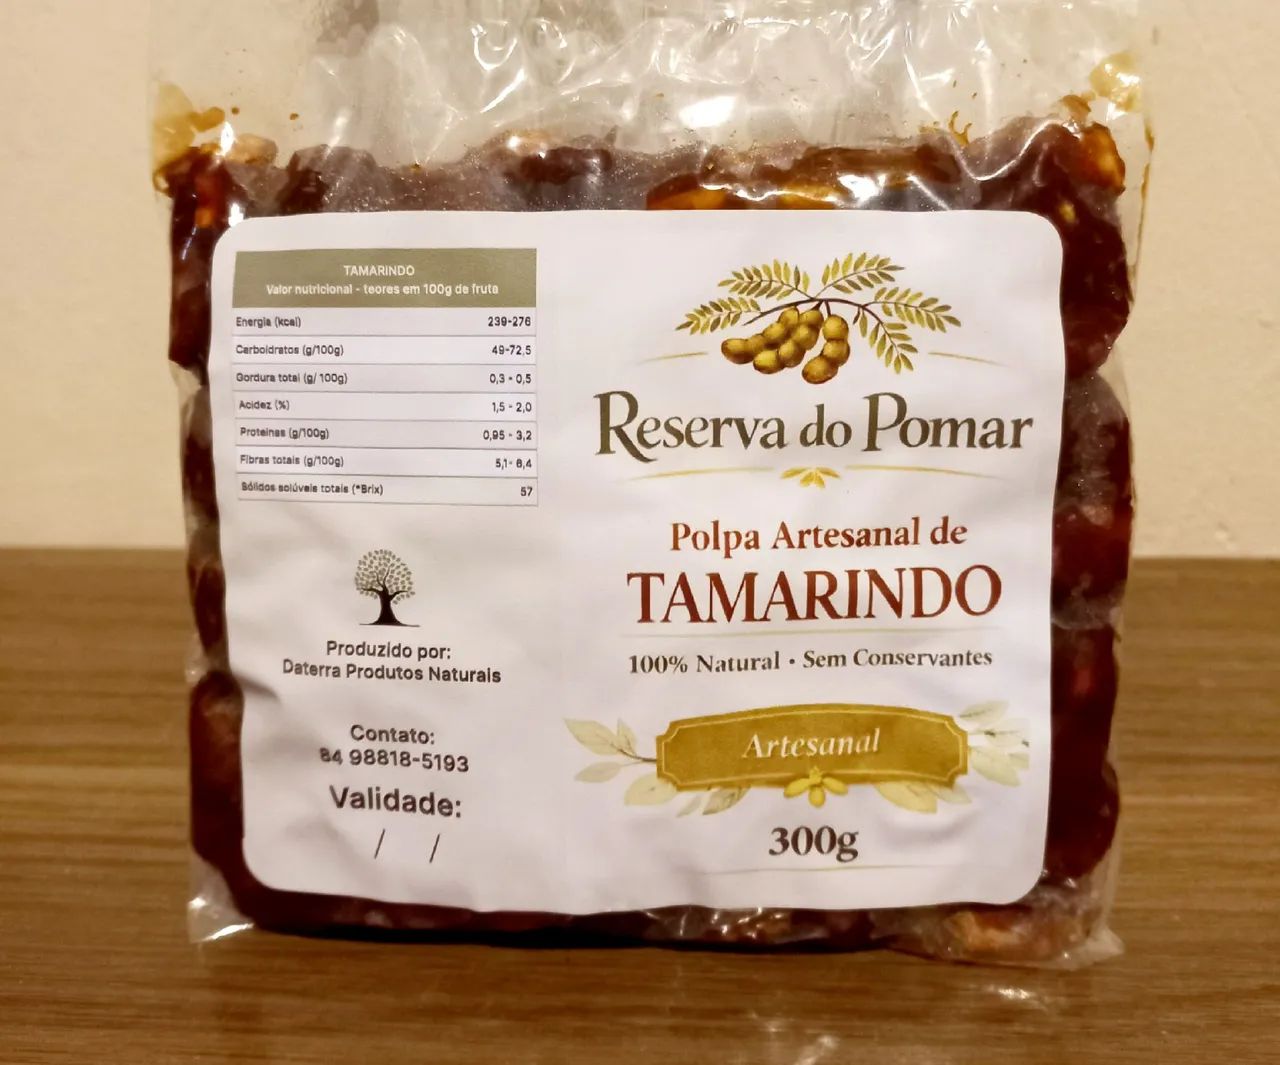 TAMARINDO
Valor nutricional - teores em 100g de fruta
Energia (kcal) 239-276
Carboidratos (g/100g) 49-72,5
Gordura total (g/ 100g) 0,3 - 0,5
Acidez (%) 1,5 - 2,0
Proteínas (g/100g) 0,95 - 3,2
Fibras totais (g/100g) 5,1- 6,4
Sólidos solúveis totais (°Brix) 57
Produzido por:
Daterra Produtos Naturais
Contato:
84 98818-5193
Validade:
/ /
Reserva do Pomar
Polpa Artesanal de
TAMARINDO
100% Natural • Sem Conservantes
Artesanal
300g